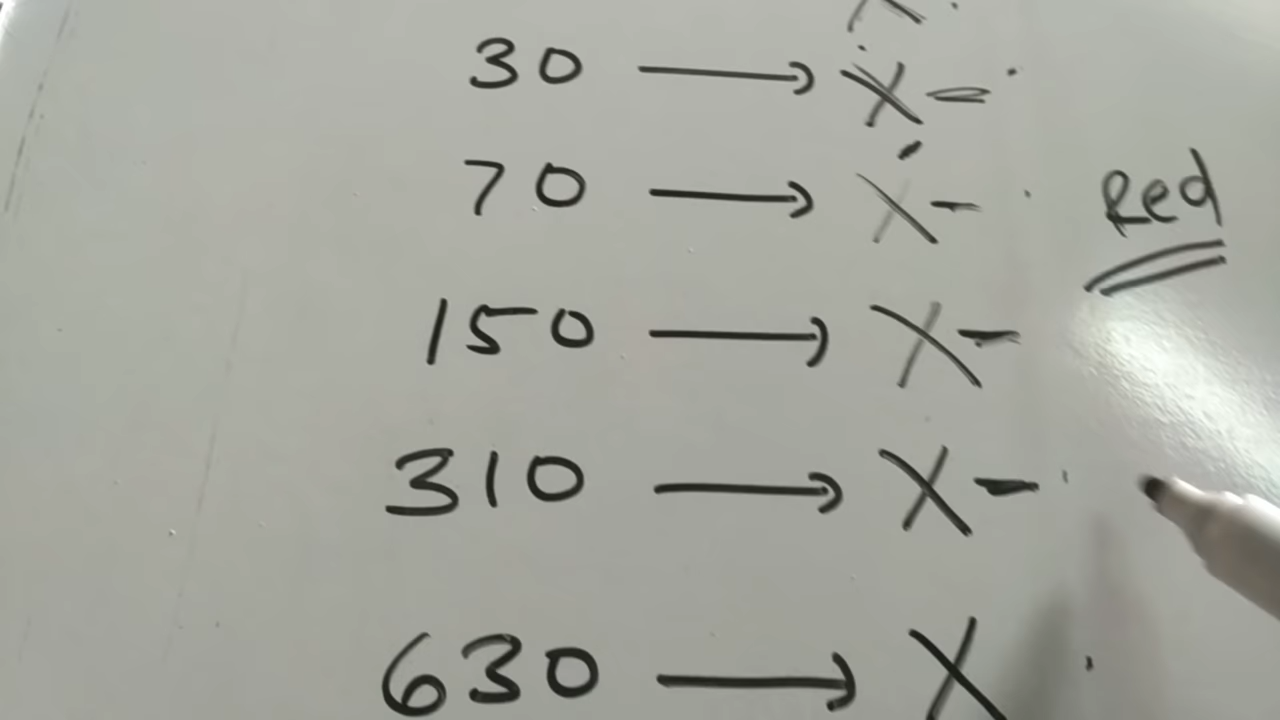 30 → X -
70 → X -
Red
150 → X -
310 → X -
630 → X